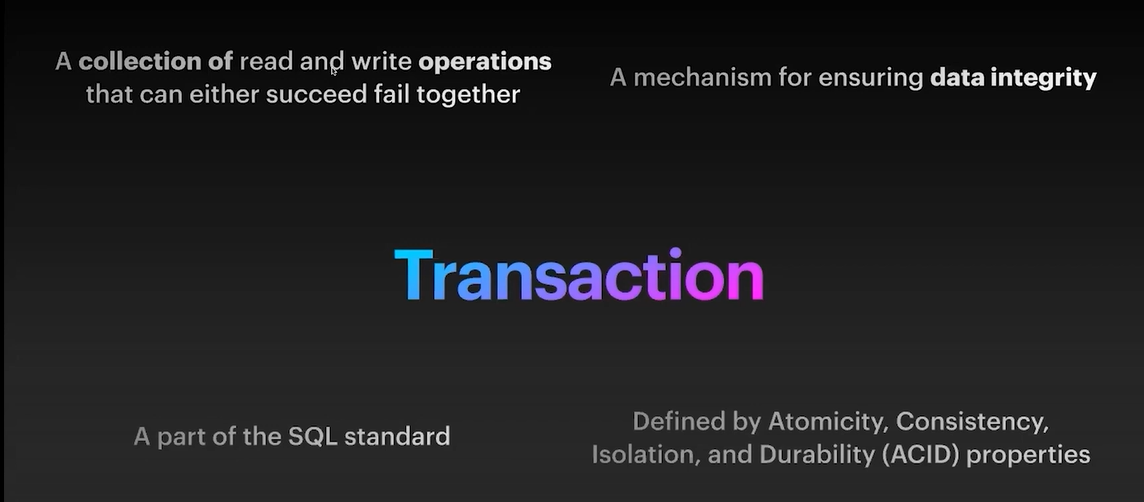 A collection of read and write operations
that can either succeed fail together
A mechanism for ensuring data integrity
Transaction
A part of the SQL standard
Defined by Atomicity, Consistency,
Isolation, and Durability (ACID) properties